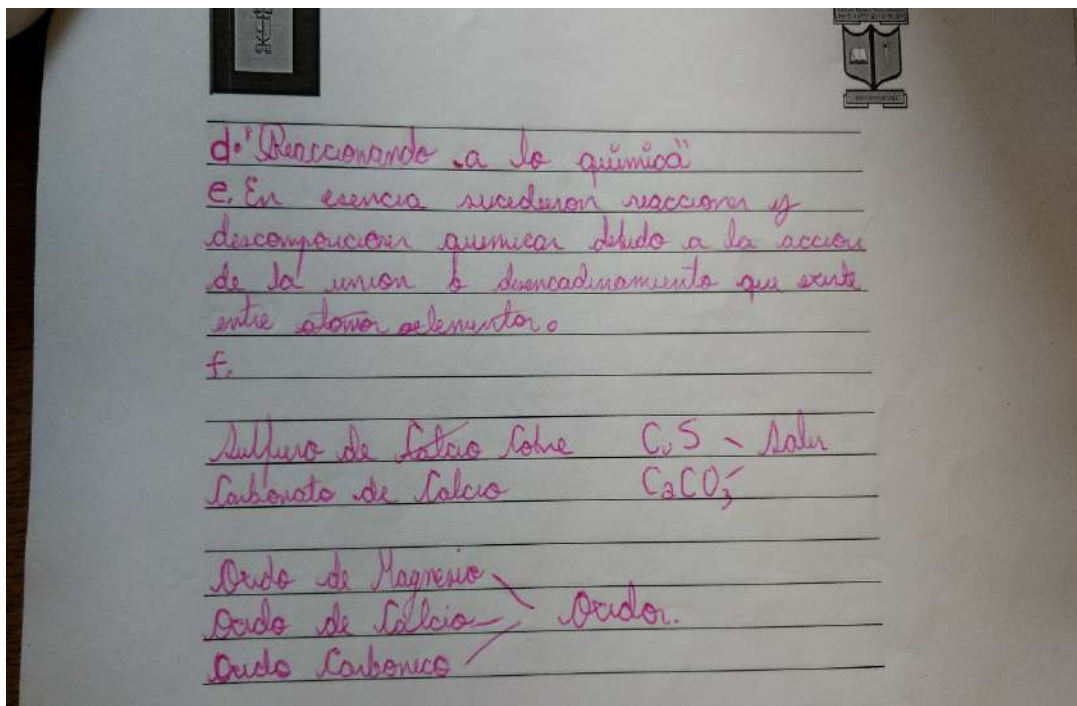 d. "Reaccionando a lo química"
e. En esencia sucedieron reacciones y
descomposición quimicas debido a la acción
de la union o desencadenamiento que existe
entre atomos o elementos.
f.
Sulfuro de Calcio Cobre CuS - Sales
Carbonato de Calcio CaCO3
Oxido de Magnesio
Oxido de Calcio Oxidos.
Oxido Carbonico